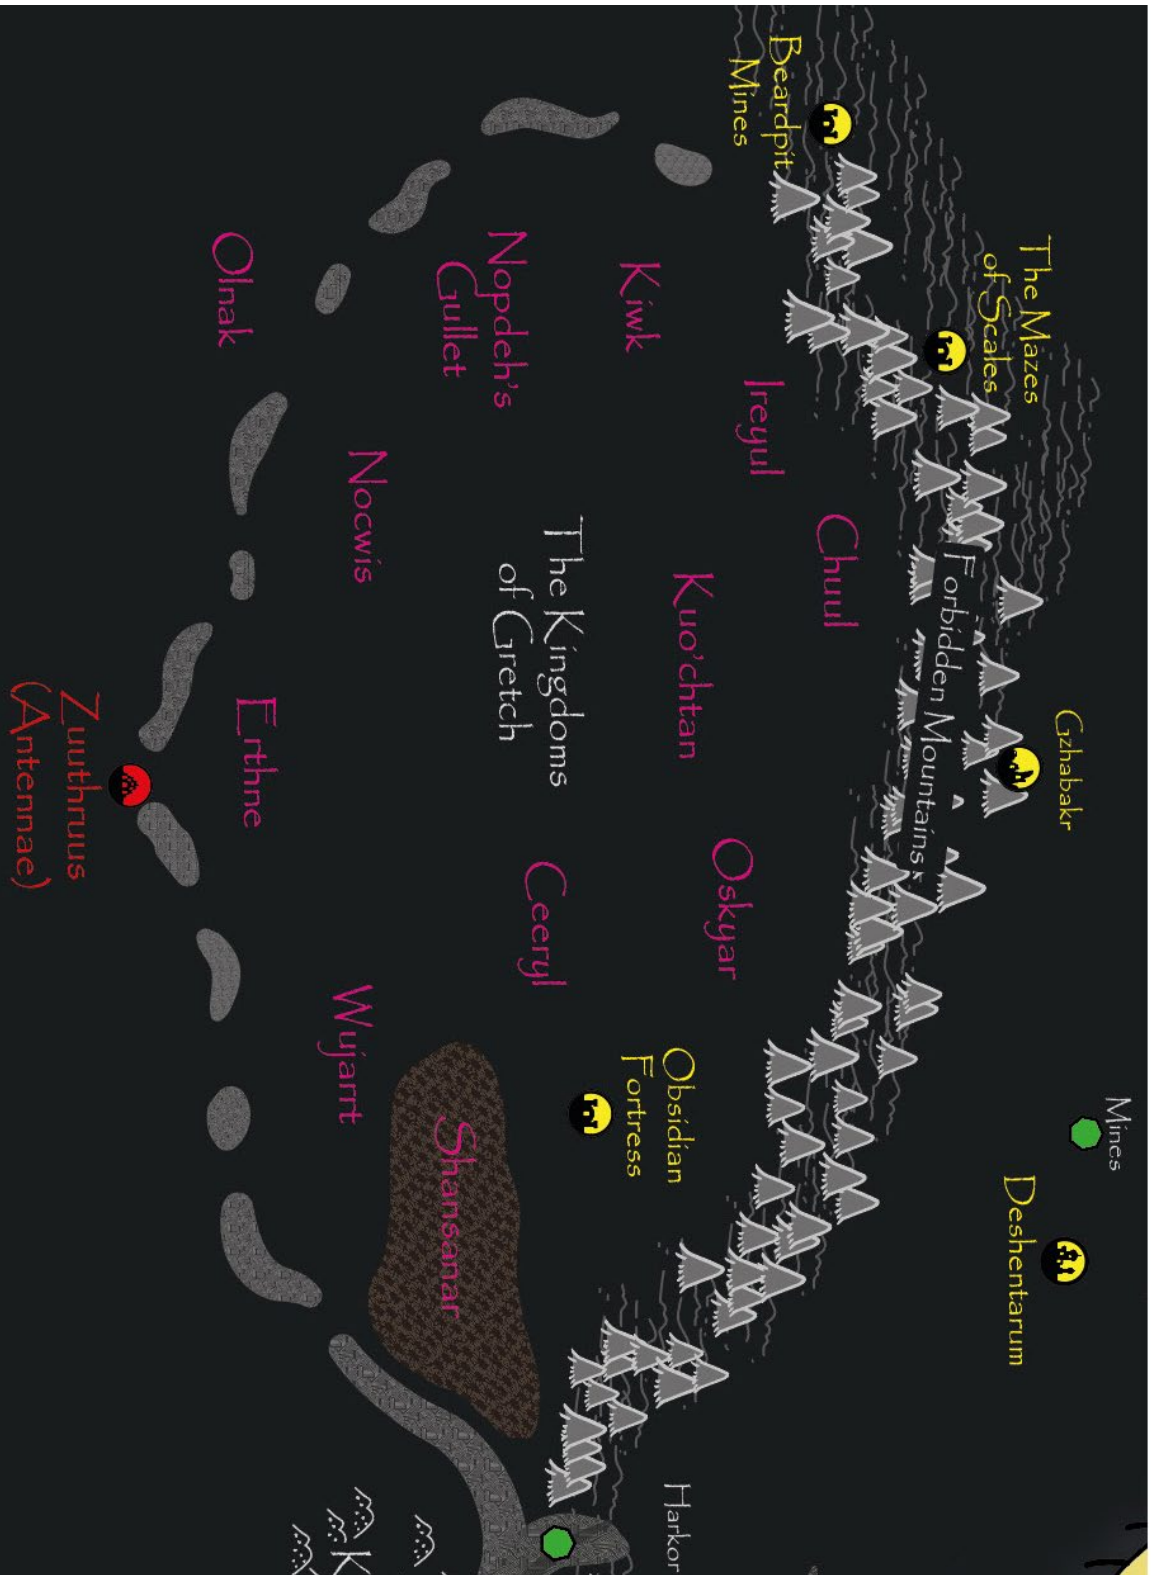 Mines
Deshentarum
Gzhabakr
The Mazes
of Scales
Forbidden Mountains
Beardpit
Mines
Chuul
Ireyul
Oskyar
Kuo'chtan
Harkor
Obsidian
Fortress
Kiwk
The Kingdoms
of Gretch
Ceeryl
Nopdeh's
Gullet
Shansanar
Nocwis
Wujarrt
K
Erthne
Olnak
Zuuthruus
(Antennae)